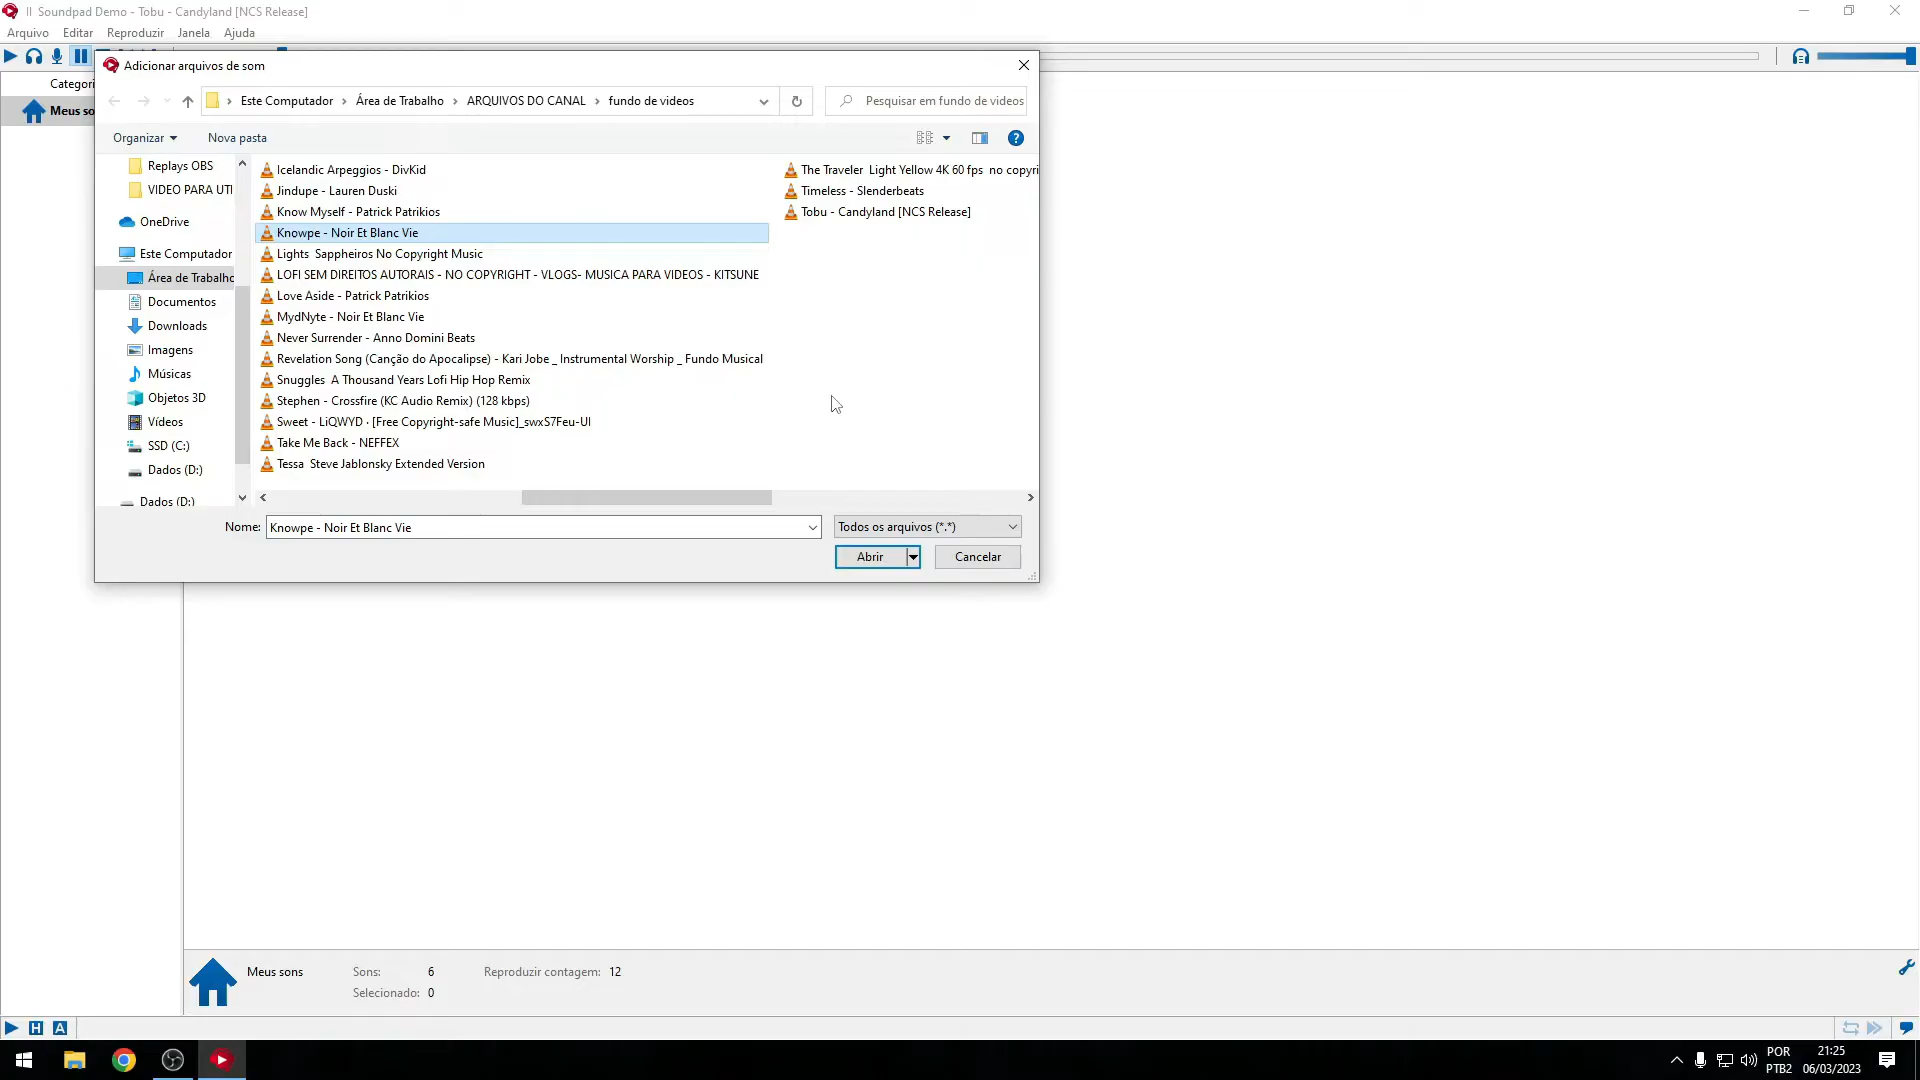 II Soundpad Demo - Tobu - Candyland [NCS Release]
Arquivo Editar Reproduzir Janela Ajuda
Adicionar arquivos de som
Categori
Este Computador › Área de Trabalho › ARQUIVOS DO CANAL › fundo de videos
Pesquisar em fundo de videos
Meus so
Organizar Nova pasta
Replays OBS
VIDEO PARA UTI
OneDrive
Este Computador
Área de Trabalho
Documentos
Downloads
Imagens
Músicas
Objetos 3D
Vídeos
SSD (C:)
Dados (D:)
Dados (D:)
Icelandic Arpeggios - DivKid
Jindupe - Lauren Duski
Know Myself - Patrick Patrikios
Knowpe - Noir Et Blanc Vie
Lights Sappheiros No Copyright Music
LOFI SEM DIREITOS AUTORAIS - NO COPYRIGHT - VLOGS- MUSICA PARA VIDEOS - KITSUNE
Love Aside - Patrick Patrikios
MydNyte - Noir Et Blanc Vie
Never Surrender - Anno Domini Beats
Revelation Song (Canção do Apocalipse) - Kari Jobe _ Instrumental Worship _ Fundo Musical
Snuggles A Thousand Years Lofi Hip Hop Remix
Stephen - Crossfire (KC Audio Remix) (128 kbps)
Sweet - LiQWYD · [Free Copyright-safe Music]_swxS7Feu-UI
Take Me Back - NEFFEX
Tessa Steve Jablonsky Extended Version
The Traveler Light Yellow 4K 60 fps no copyri
Timeless - Slenderbeats
Tobu - Candyland [NCS Release]
Nome: Knowpe - Noir Et Blanc Vie
Todos os arquivos (*.*)
Abrir Cancelar
Meus sons Sons: 6 Reproduzir contagem: 12
Selecionado: 0
H A
POR 21:25
PTB2 06/03/2023